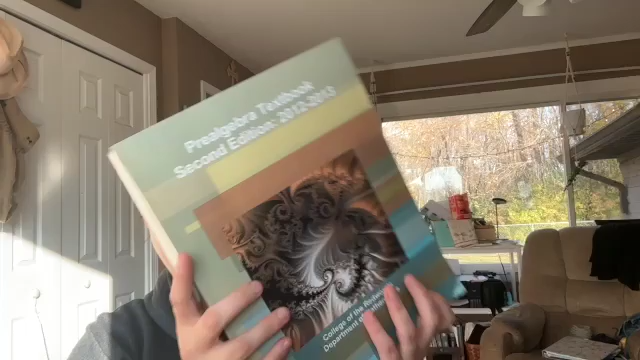 Prealgebra Textbook
Second Edition 2012-2013
College of the
Department